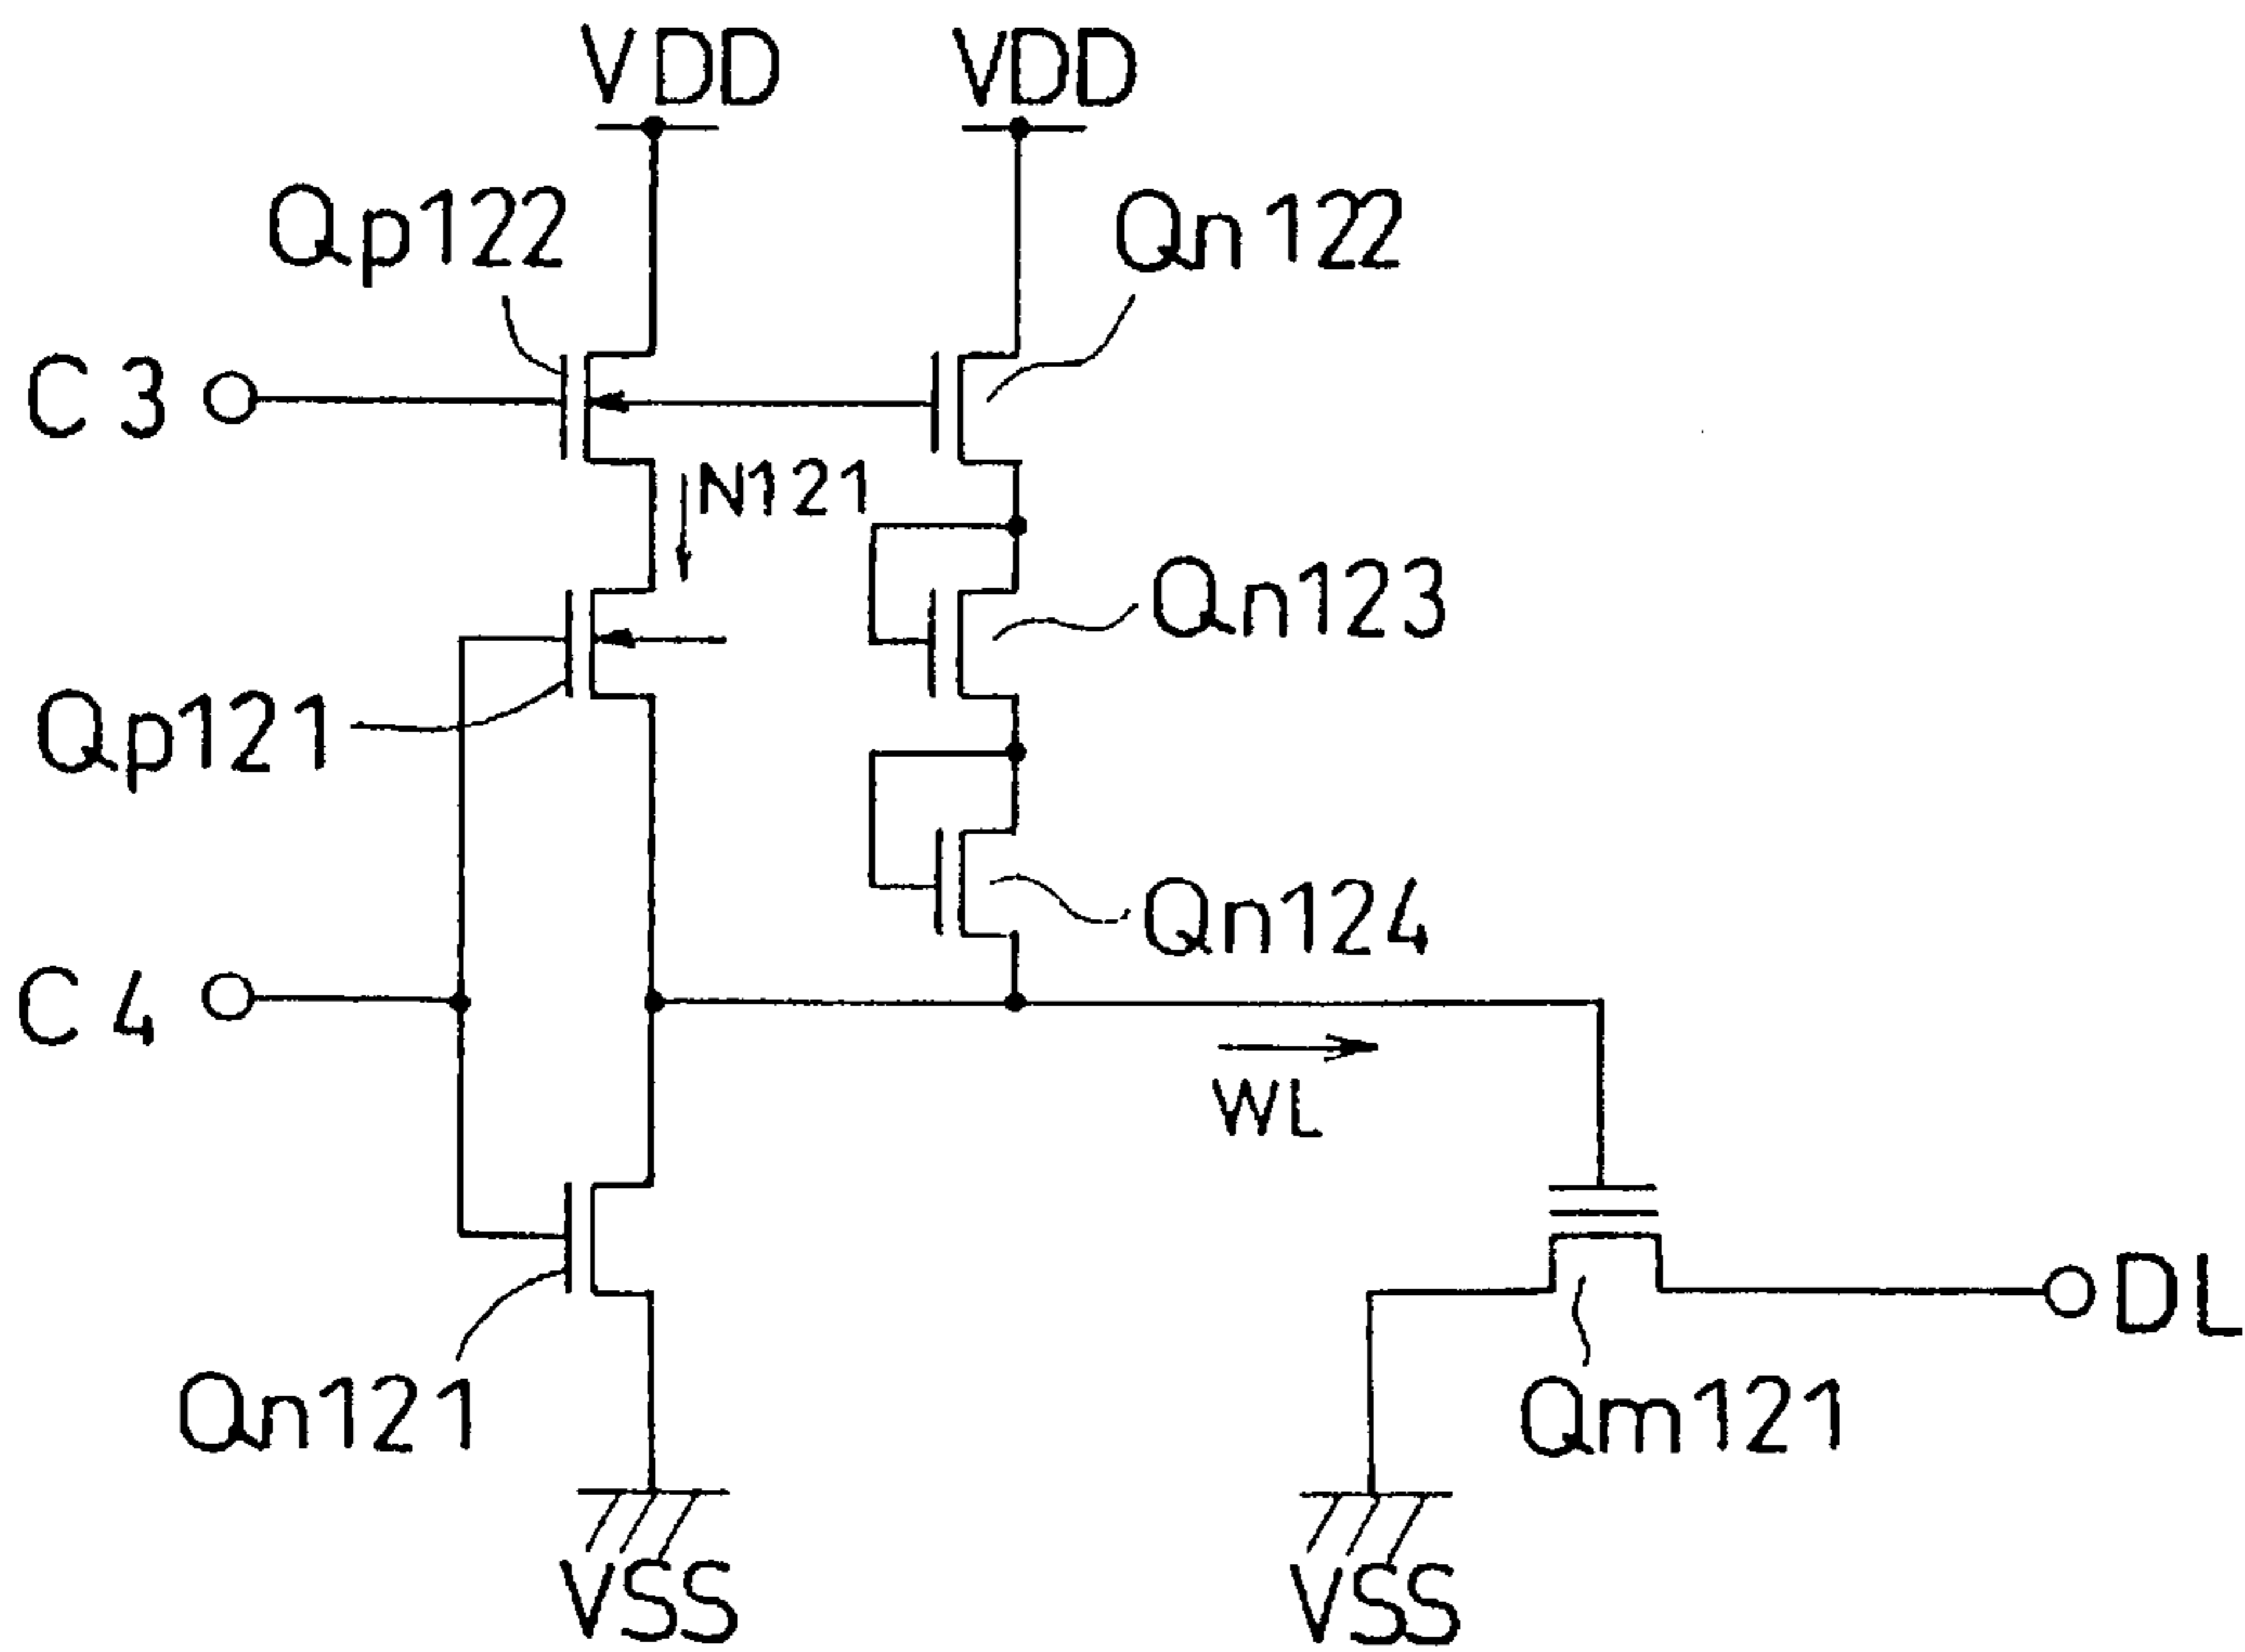 VDD VDD
Qp122 Qn122
C3
N121
Qn123
Qp121
Qn124
C4
WL
DL
Qn121 Qm121
VSS VSS